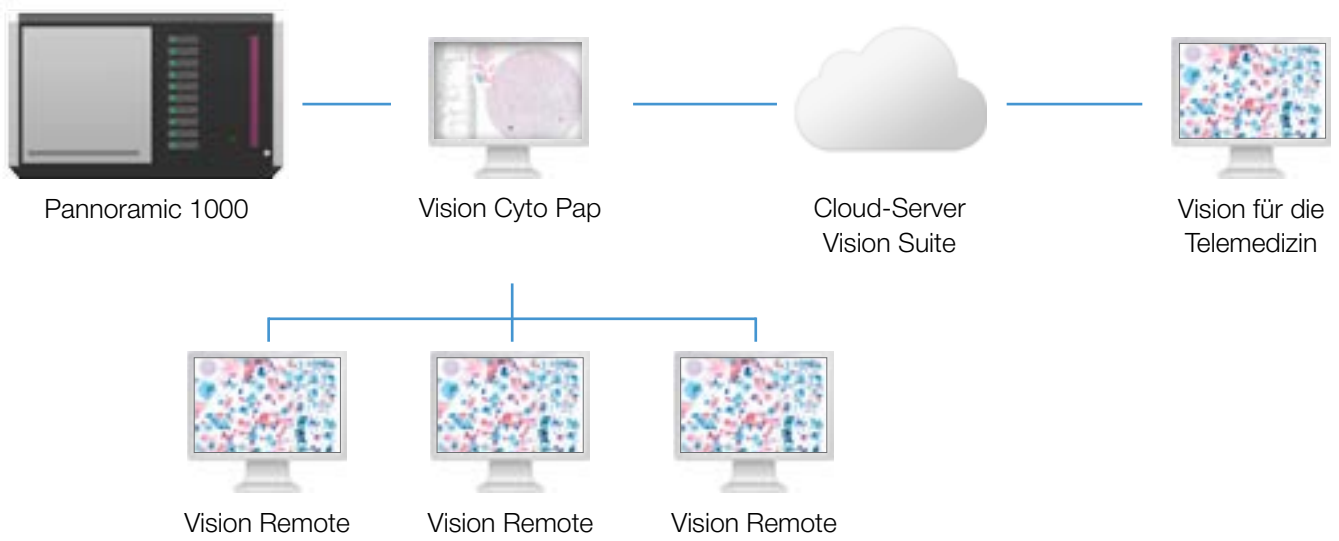 Pannoramic 1000
Vision Cyto Pap
Cloud-Server
Vision Suite
Vision für die
Telemedizin
Vision Remote
Vision Remote
Vision Remote